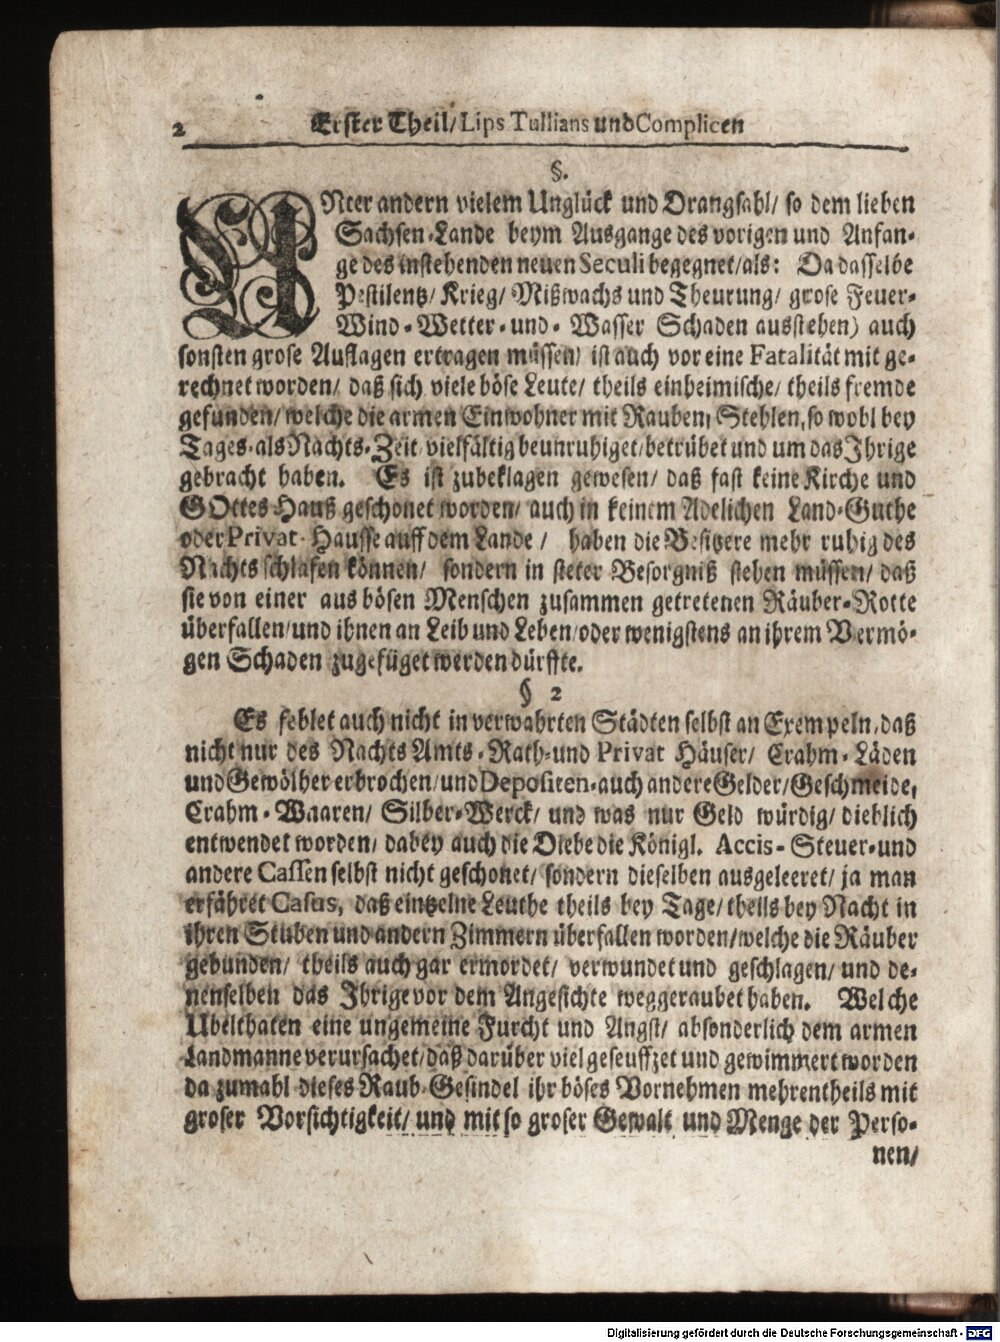 2 Erster Theil/ Lips Tullians und Complicen
§.
UNter andern vielem Unglück und Drangsahl/ so dem lieben
Sachsen-Lande beym Ausgange des vorigen und Anfan-
ge des instehenden neuen Seculi begegnet/als: Da dasselbe
Pestilentz/ Krieg/ Mißwachs und Theurung/ grose Feuer-
Wind-Wetter-und-Wasser Schaden ausstehen) auch
sonsten grose Auflagen ertragen müssen/ ist auch vor eine Fatalität mit ge-
rechnet worden/ daß sich viele böse Leute/ theils einheimische/ theils fremde
gefunden/ welche die armen Einwohner mit Rauben, Stehlen, so wohl bey
Tages-als Nachts-Zeit vielfältig beunruhiget/betrübet und um das Ihrige
gebracht haben. Es ist zubeklagen gewesen/ daß fast keine Kirche und
GOttes Hauß geschonet worden/ auch in keinem Adelichen Land-Guthe
oder Privat-Hausse auff dem Lande / haben die Besitzere mehr ruhig des
Nachts schlafen können/ sondern in steter Besorgniß stehen müssen/ daß
sie von einer aus bösen Menschen zusammen getretenen Räuber-Rotte
überfallen/und ihnen an Leib und Leben/oder wenigstens an ihrem Vermö-
gen Schaden zugefüget werden dürffte.
§ 2
Es fehlet auch nicht in verwahrten Städten selbst an Exempeln, daß
nicht nur des Nachts Amts-Rath-und Privat Häuser/ Crahm-Läden
und Gewölber erbrochen/und Depositen-auch andere Gelder/Geschmeide,
Crahm-Waaren/ Silber-Werck/ und was nur Geld würdig/ dieblich
entwendet worden/ dabey auch die Diebe die Königl. Accis-Steuer-und
andere Cassen selbst nicht geschonet/ sondern dieselben ausgeleeret/ ja man
erfähret Casus, daß eintzelne Leuthe theils bey Tage/ theils bey Nacht in
ihren Stuben und andern Zimmern überfallen worden/welche die Räuber
gebunden/ theils auch gar ermordet/ verwundet und geschlagen/ und de-
nenselben das Ihrige vor dem Angesichte weggeraubet haben. Welche
Ubelthaten eine ungemeine Furcht und Angst/ absonderlich dem armen
Landmanne verursachet/daß darüber viel geseuffzet und gewimmert worden
da zumahl dieses Raub-Gesindel ihr böses Vornehmen mehrentheils mit
groser Vorsichtigkeit/ und mit so groser Gewalt und Menge der Perso-
nen/
Digitalisierung gefördert durch die Deutsche Forschungsgemeinschaft - DFG